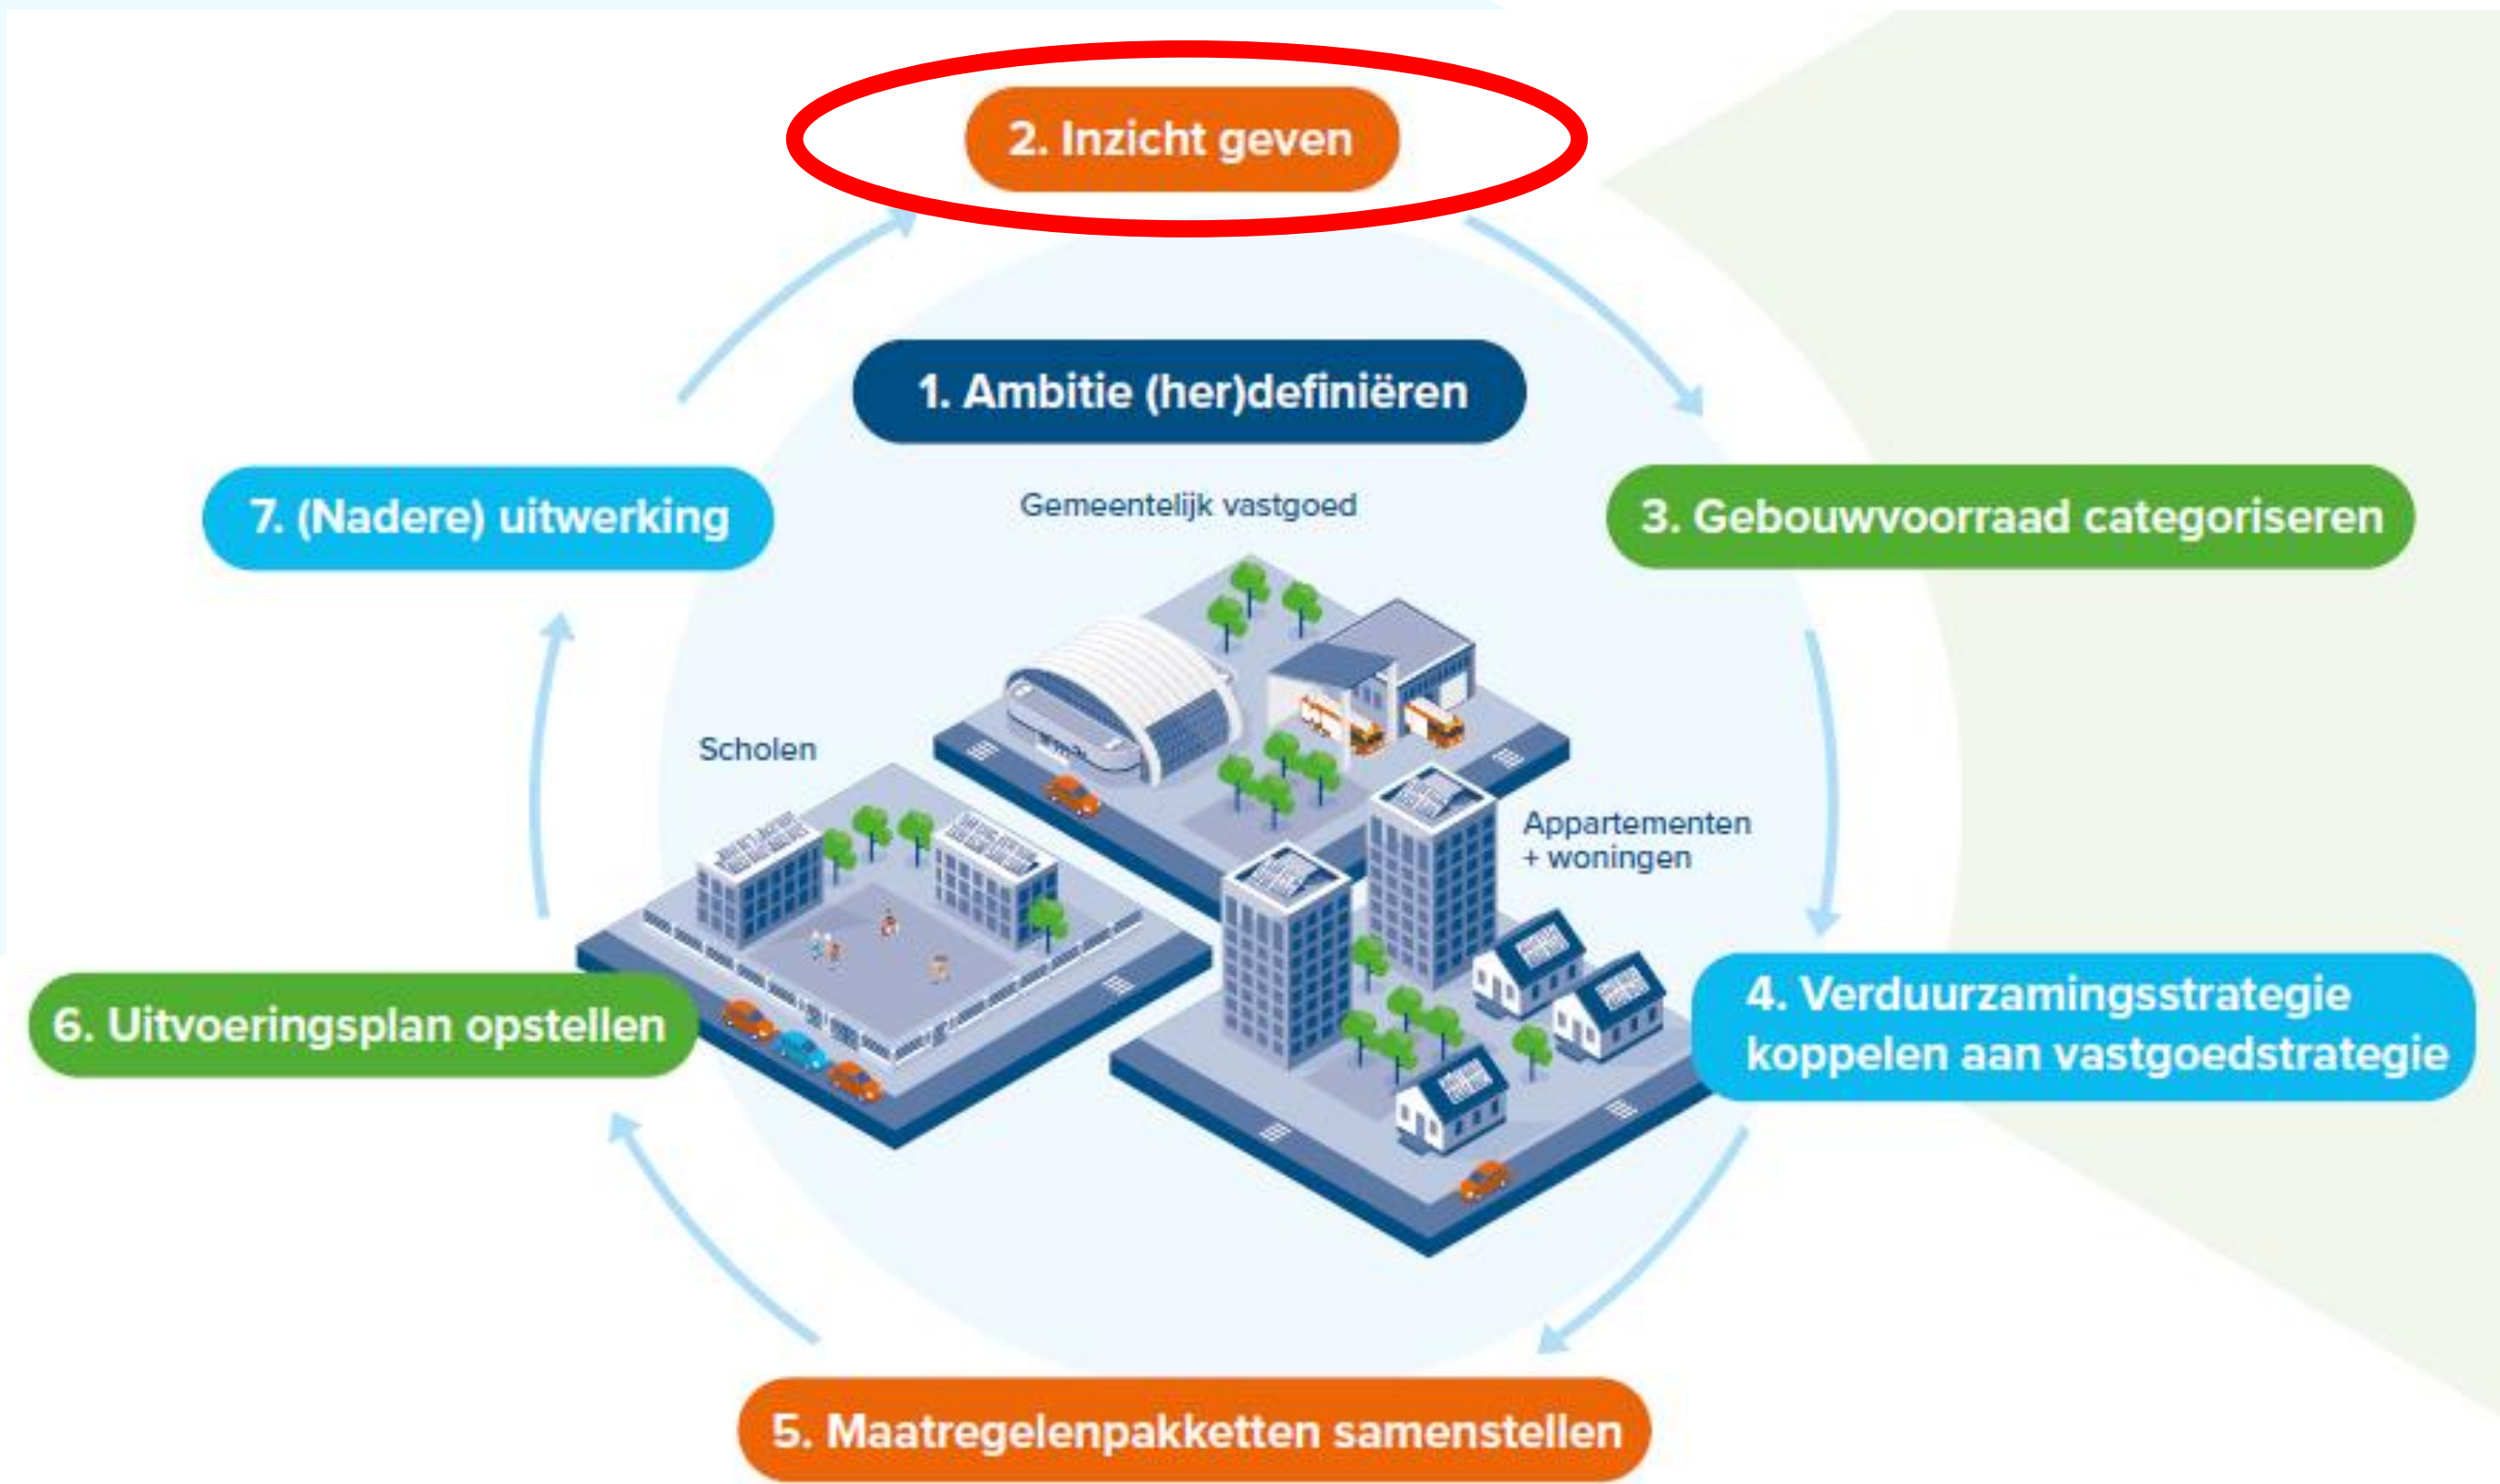 2. Inzicht geven
1. Ambitie (her)definiëren
Gemeentelijk vastgoed
7. (Nadere) uitwerking
3. Gebouwvoorraad categoriseren
Scholen
Appartementen
+ woningen
6. Uitvoeringsplan opstellen
4. Verduurzamingsstrategie
koppelen aan vastgoedstrategie
5. Maatregelenpakketten samenstellen